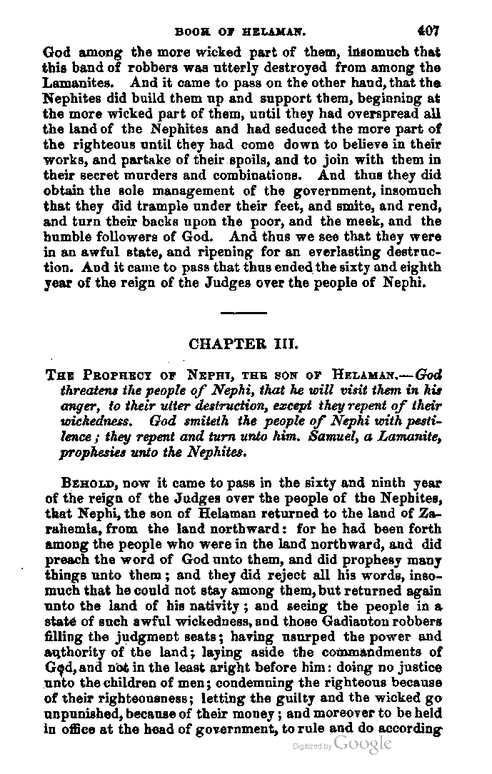 BOOK OF HELAMAN. 407
God among the more wicked part of them, insomuch that
this band of robbers was utterly destroyed from among the
Lamanites. And it came to pass on the other hand, that the
Nephites did build them up and support them, beginning at
the more wicked part of them, until they had overspread all
the land of the Nephites and had seduced the more part of
the righteous until they had come down to believe in their
works, and partake of their spoils, and to join with them in
their secret murders and combinations. And thus they did
obtain the sole management of the government, insomuch
that they did trample under their feet, and smite, and rend,
and turn their backs upon the poor, and the meek, and the
humble followers of God. And thus we see that they were
in an awful state, and ripening for an everlasting destruc-
tion. And it came to pass that thus ended the sixty and eighth
year of the reign of the Judges over the people of Nephi.
CHAPTER III.
THE PROPHECY OF NEPHI, THE SON OF HELAMAN.—God
threatens the people of Nephi, that he will visit them in his
anger, to their utter destruction, except they repent of their
wickedness. God smiteth the people of Nephi with pesti-
lence; they repent and turn unto him. Samuel, a Lamanite,
prophesies unto the Nephites.
BEHOLD, now it came to pass in the sixty and ninth year
of the reign of the Judges over the people of the Nephites,
that Nephi, the son of Helaman returned to the land of Za-
rahemla, from the land northward: for he had been forth
among the people who were in the land northward, and did
preach the word of God unto them, and did prophesy many
things unto them; and they did reject all his words, inso-
much that he could not stay among them, but returned again
unto the land of his nativity; and seeing the people in a
state of such awful wickedness, and those Gadianton robbers
filling the judgment seats; having usurped the power and
authority of the land; laying aside the commandments of
God, and not in the least aright before him: doing no justice
unto the children of men; condemning the righteous because
of their righteousness; letting the guilty and the wicked go
unpunished, because of their money; and moreover to be held
in office at the head of government, to rule and do according
Digitized by Google